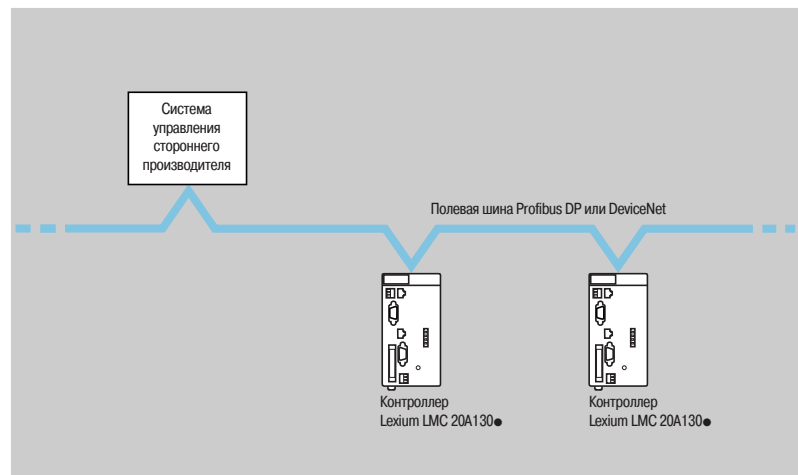 Система
управления
стороннего
производителя
Полевая шина Profibus DP или DeviceNet
Контроллер
Lexium LMC 20A130●
Контроллер
Lexium LMC 20A130●